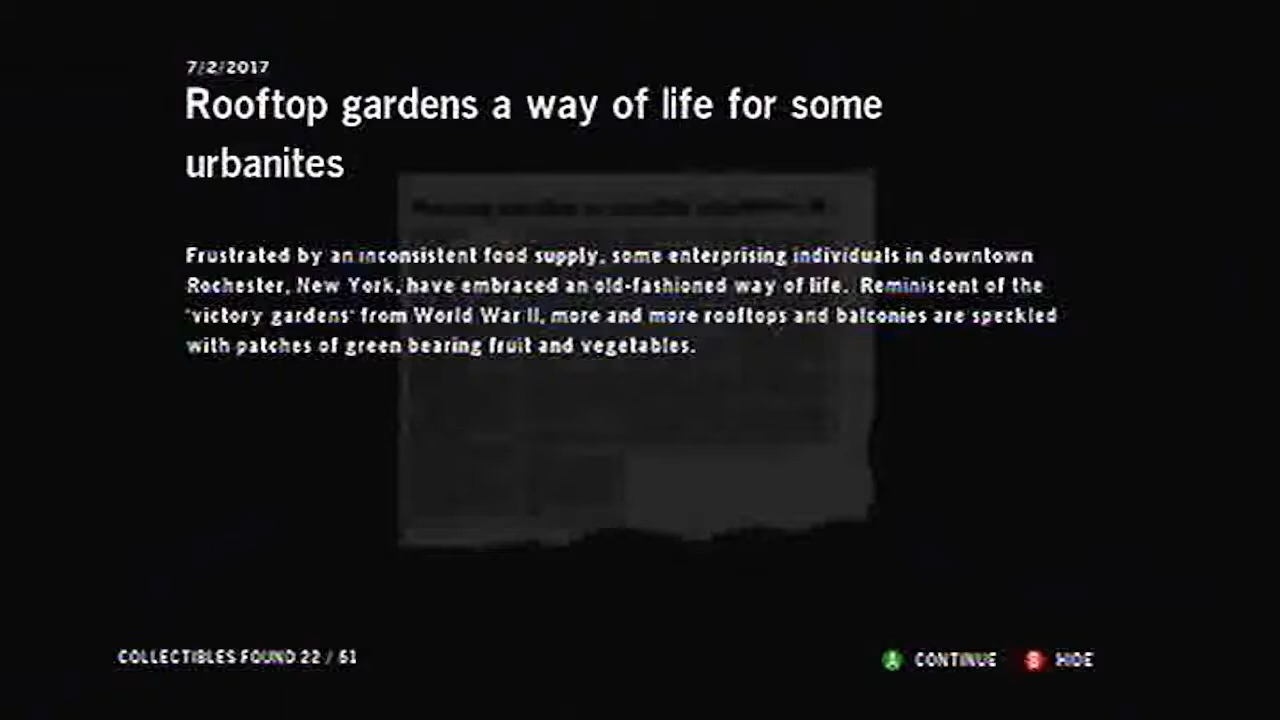 7/2/2017
Rooftop gardens a way of life for some
urbanites
Frustrated by an inconsistent food supply, some enterprising individuals in downtown
Rochester, New York, have embraced an old-fashioned way of life. Reminiscent of the
'victory gardens' from World War II, more and more rooftops and balconies are speckled
with patches of green bearing fruit and vegetables.
COLLECTIBLES FOUND 22 / 51
A CONTINUE B HIDE